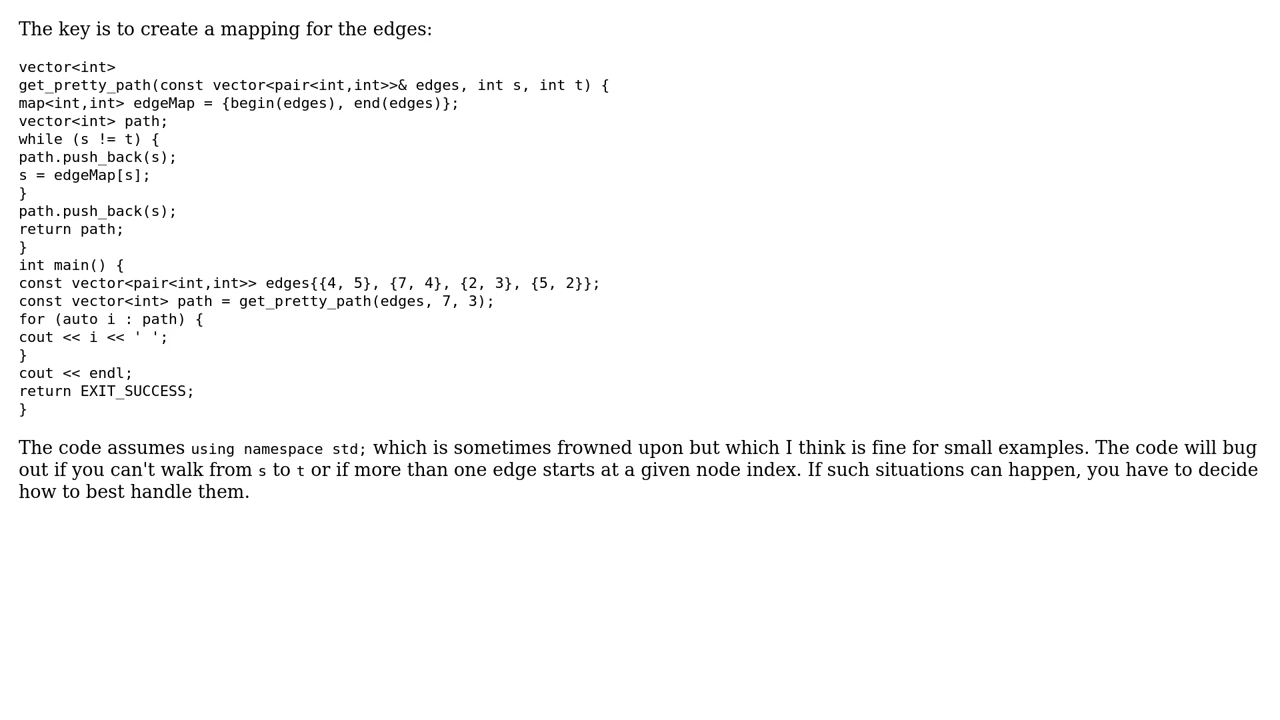 The key is to create a mapping for the edges:
vector<int>
get_pretty_path(const vector<pair<int,int>>& edges, int s, int t) {
map<int,int> edgeMap = {begin(edges), end(edges)};
vector<int> path;
while (s != t) {
path.push_back(s);
s = edgeMap[s];
}
path.push_back(s);
return path;
}
int main() {
const vector<pair<int,int>> edges{{4, 5}, {7, 4}, {2, 3}, {5, 2}};
const vector<int> path = get_pretty_path(edges, 7, 3);
for (auto i : path) {
cout << i << ' ';
}
cout << endl;
return EXIT_SUCCESS;
}
The code assumes using namespace std; which is sometimes frowned upon but which I think is fine for small examples. The code will bug
out if you can't walk from s to t or if more than one edge starts at a given node index. If such situations can happen, you have to decide
how to best handle them.